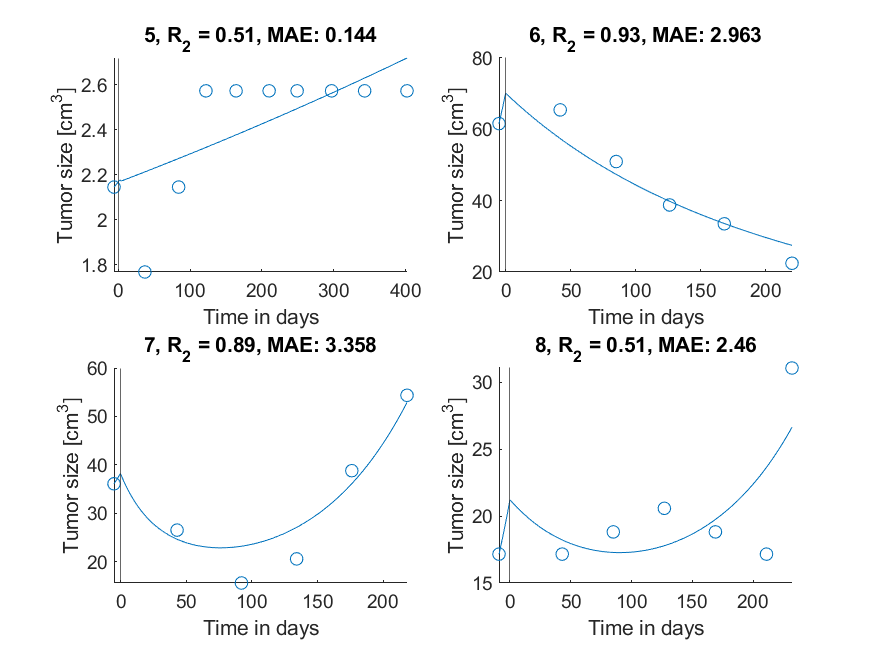 5, R₂ = 0.51, MAE: 0.144
Tumor size [cm³]
2.6
2.4
2.2
2
1.8
0 100 200 300 400
Time in days
6, R₂ = 0.93, MAE: 2.963
Tumor size [cm³]
80
60
40
20
0 50 100 150 200
Time in days
7, R₂ = 0.89, MAE: 3.358
Tumor size [cm³]
60
50
40
30
20
0 50 100 150 200
Time in days
8, R₂ = 0.51, MAE: 2.46
Tumor size [cm³]
30
25
20
15
0 50 100 150 200
Time in days